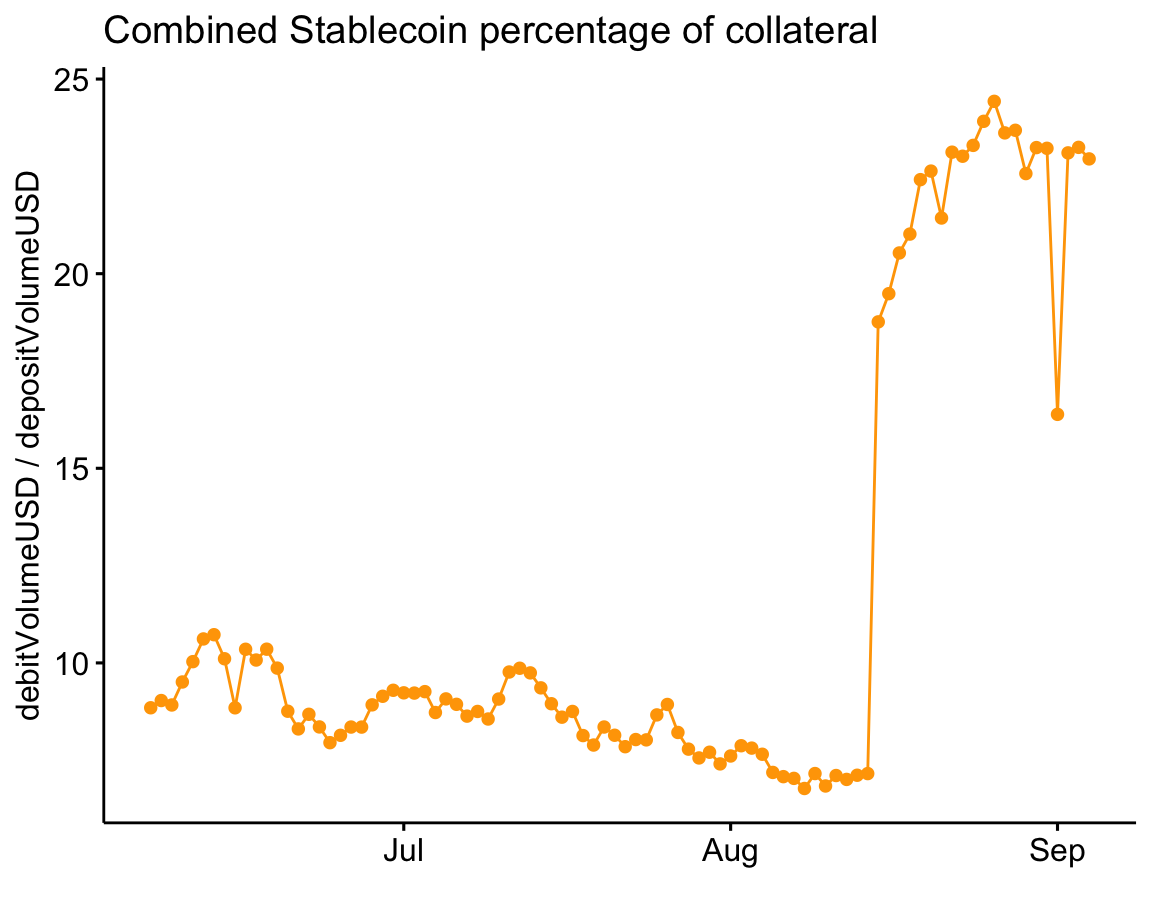 Combined Stablecoin percentage of collateral
debitVolumeUSD / depositVolumeUSD
25
20
15
10
Jul Aug Sep